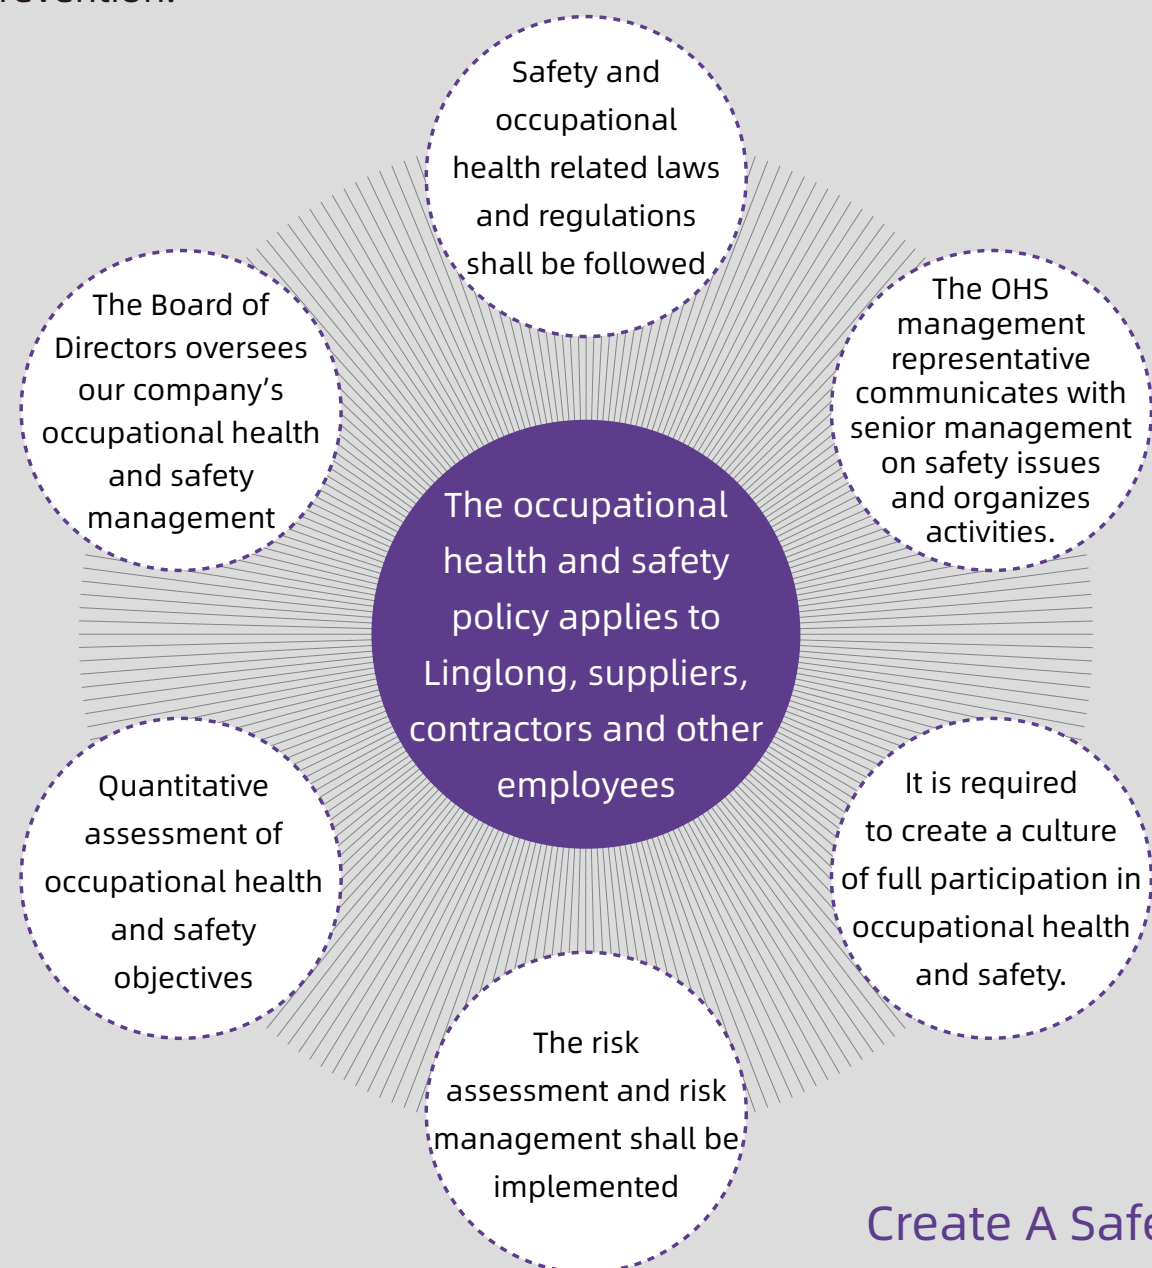 Safety and
occupational
health related laws
and regulations
shall be followed
The Board of
Directors oversees
our company’s
occupational health
and safety
management
The OHS
management
representative
communicates with
senior management
on safety issues
and organizes
activities.
The occupational
health and safety
policy applies to
Linglong, suppliers,
contractors and other
employees
Quantitative
assessment of
occupational health
and safety
objectives
It is required
to create a culture
of full participation in
occupational health
and safety.
The risk
assessment and risk
management shall be
implemented
Create A Safe